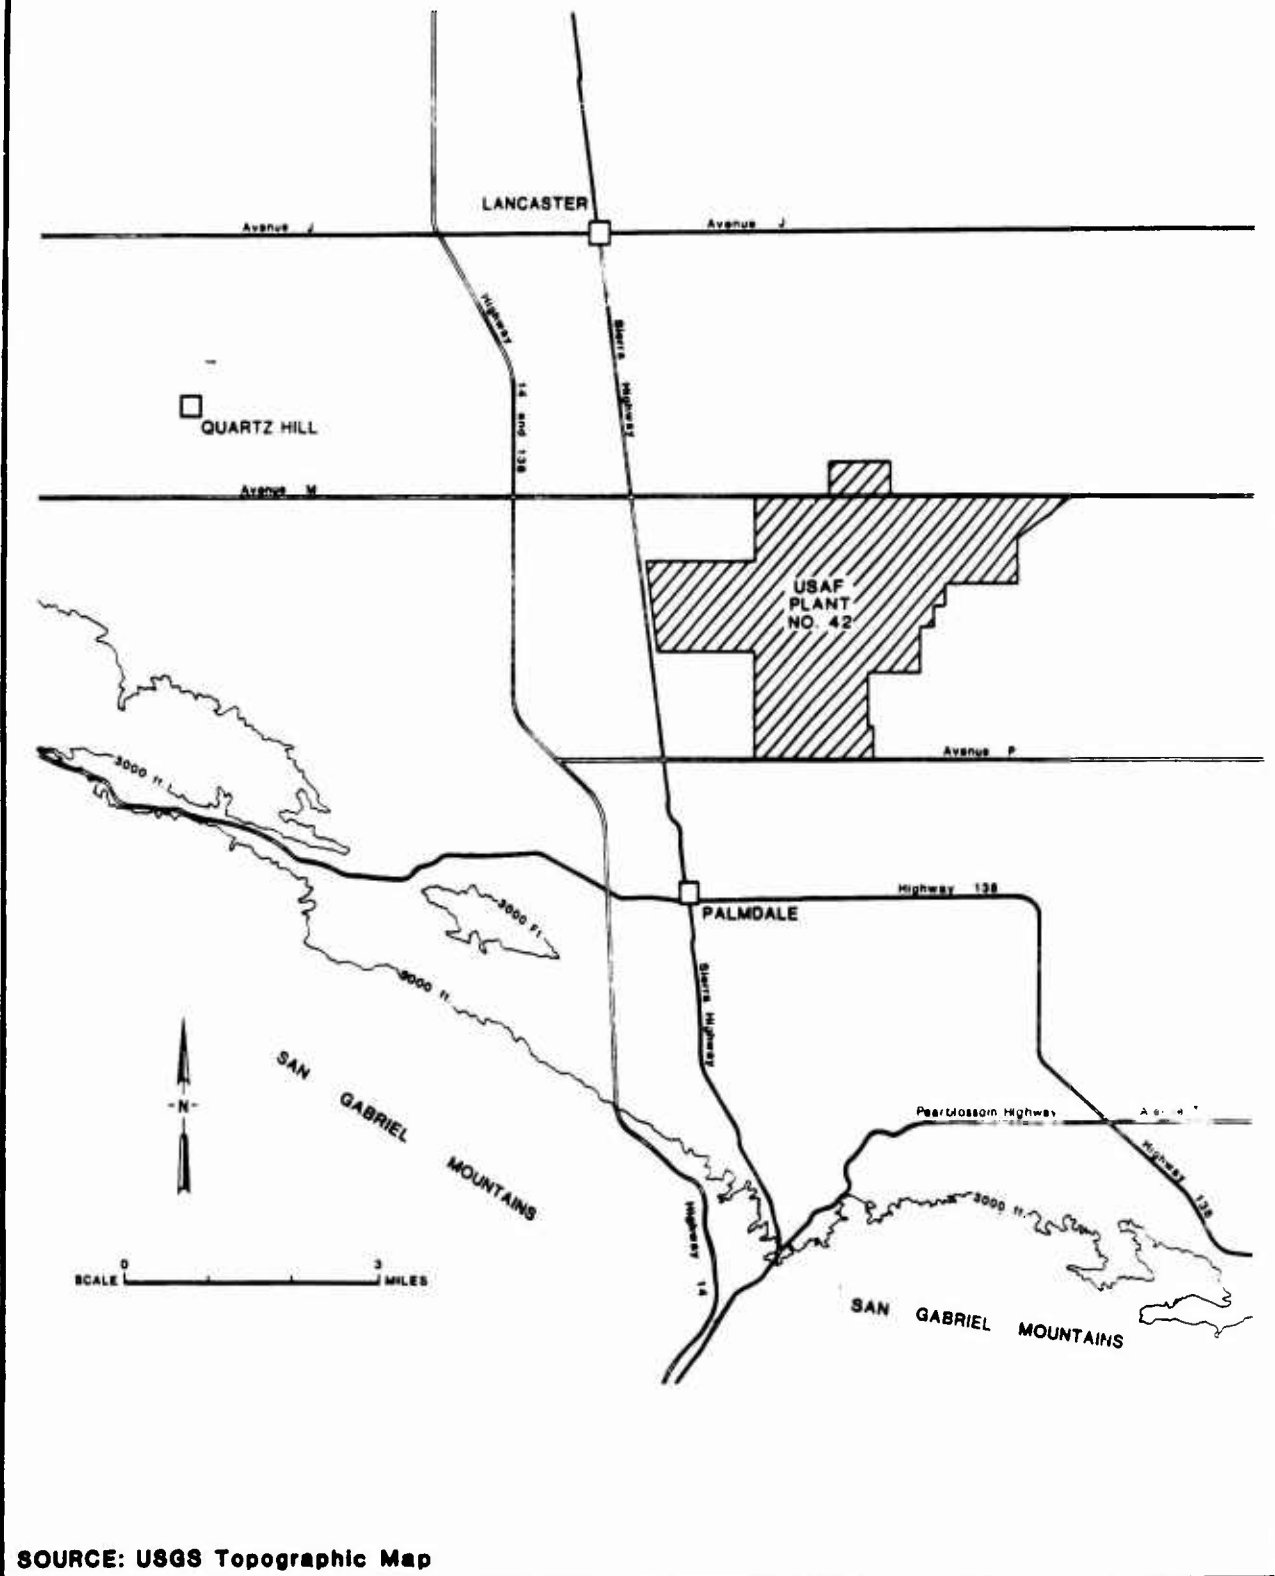 LANCASTER
Avenue J
Avenue J
Highway
14 and 138
Sierra Highway
QUARTZ HILL
Avenue M
USAF
PLANT
NO. 42
Avenue P
3000 ft.
Highway 138
PALMDALE
3000 Ft
3000 ft.
Sierra Highway
SAN GABRIEL MOUNTAINS
-N-
Pearblossom Highway
Highway 138
3000 ft.
Highway 14
0 3
SCALE MILES
SAN GABRIEL MOUNTAINS
SOURCE: USGS Topographic Map